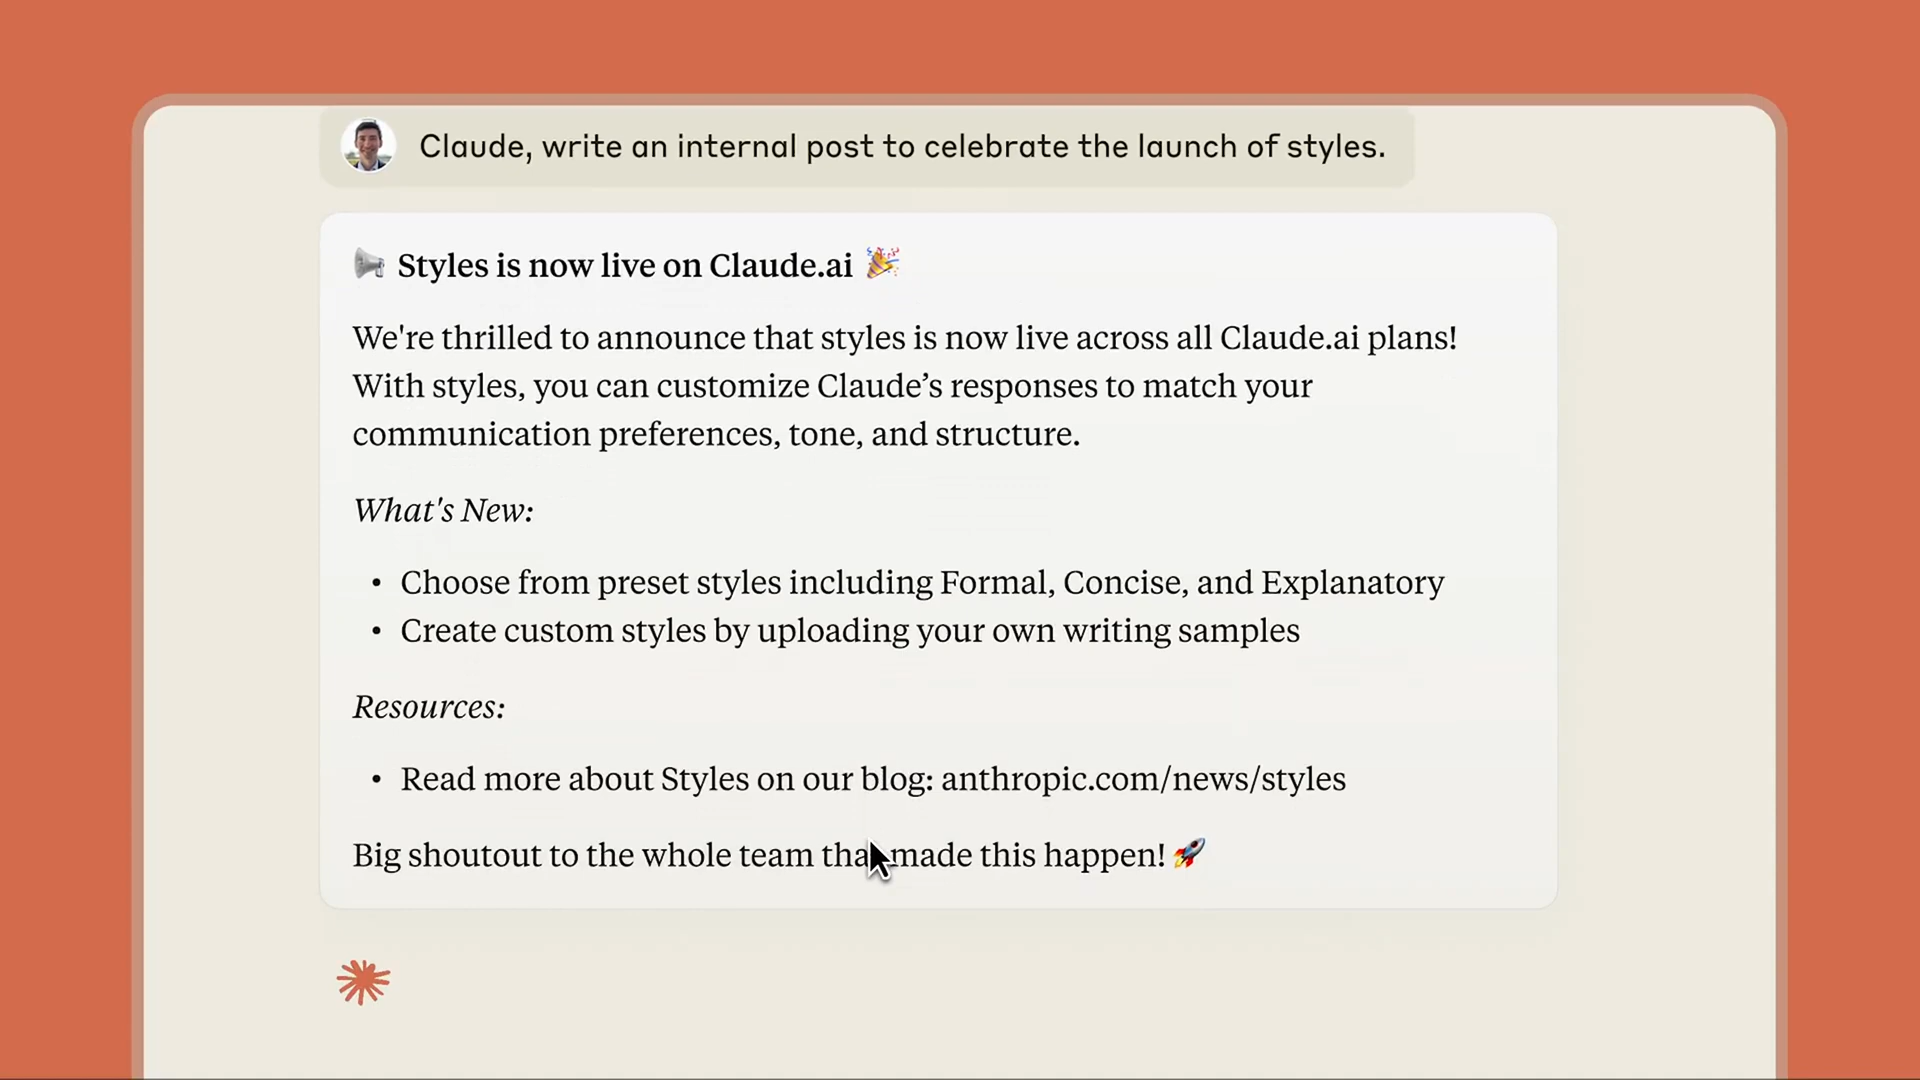 Claude, write an internal post to celebrate the launch of styles.
📢 Styles is now live on Claude.ai 🎉
We're thrilled to announce that styles is now live across all Claude.ai plans!
With styles, you can customize Claude’s responses to match your
communication preferences, tone, and structure.
What's New:
• Choose from preset styles including Formal, Concise, and Explanatory
• Create custom styles by uploading your own writing samples
Resources:
• Read more about Styles on our blog: anthropic.com/news/styles
Big shoutout to the whole team that made this happen! 🚀